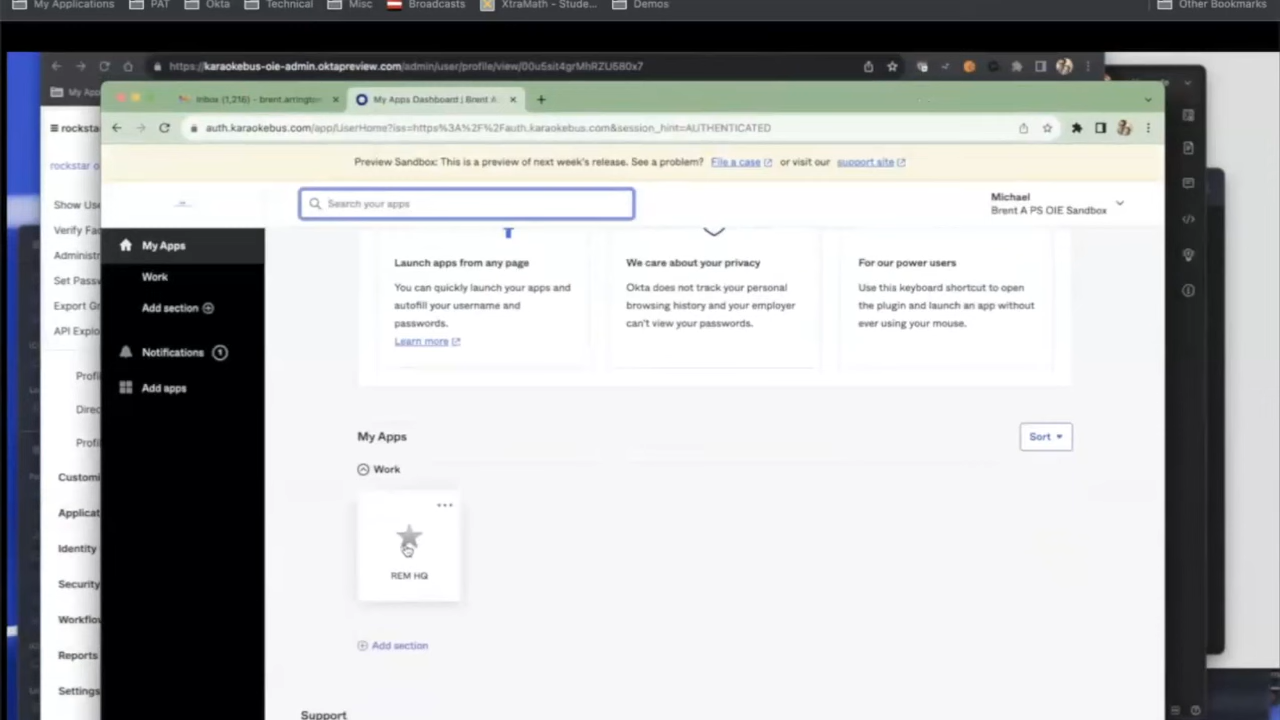 My Applications PAT Okta Technical Misc Broadcasts XtraMath - Stude... Demos Other Bookmarks
https://karaokebus-oie-admin.oktapreview.com/admin/user/profile/view/00u5sit4grMhRZU580x7
My App
Inbox (1,216) - brent.arrington My Apps Dashboard | Brent A
auth.karaokebus.com/app/UserHome?iss=https%3A%2F%2Fauth.karaokebus.com&session_hint=AUTHENTICATED
Preview Sandbox: This is a preview of next week's release. See a problem? File a case or visit our support site
rocksta
rockstar o
Show Use
Verify Fa
Administ
Set Passw
Export Gr
API Explo
Profil
Direc
Profil
Customi
Applicat
Identity
Security
Workflow
Reports
Settings
Search your apps
Michael
Brent A PS OIE Sandbox
My Apps
Work
Add section
Notifications 1
Add apps
Launch apps from any page
You can quickly launch your apps and
autofill your username and
passwords.
Learn more
We care about your privacy
Okta does not track your personal
browsing history and your employer
can't view your passwords.
For our power users
Use this keyboard shortcut to open
the plugin and launch an app without
ever using your mouse.
My Apps
Sort
Work
REM HQ
Add section
Support